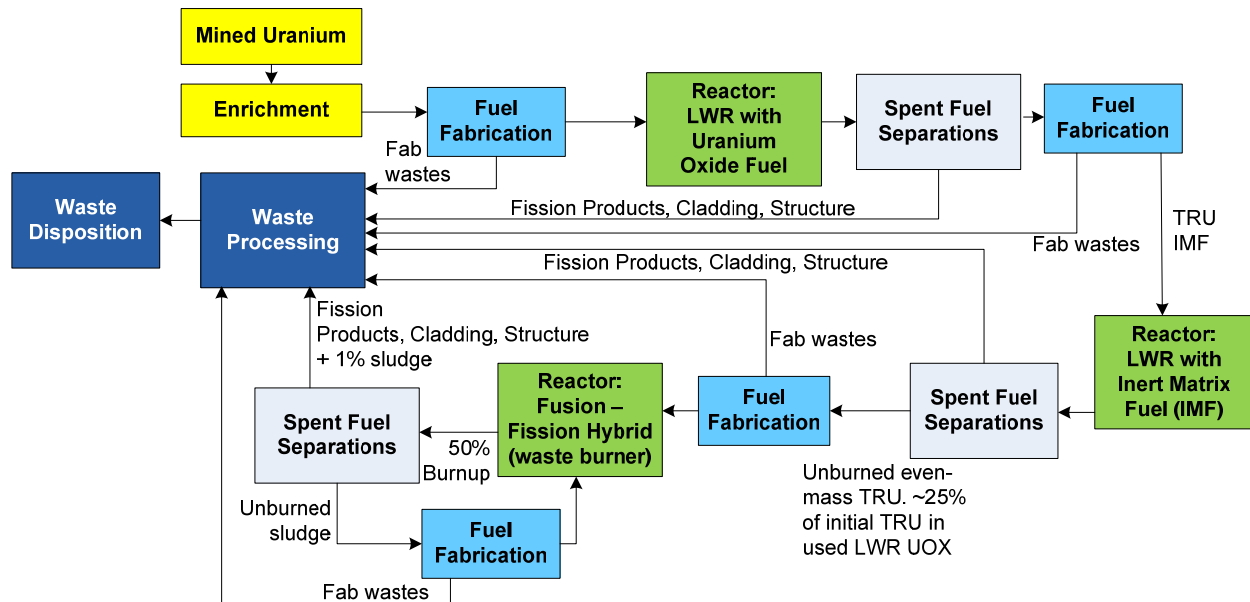 Mined Uranium
Enrichment
Fuel
Fabrication
Reactor:
LWR with
Uranium
Oxide Fuel
Spent Fuel
Separations
Fuel
Fabrication
Fab
wastes
Waste
Disposition
Waste
Processing
Fission Products, Cladding, Structure
Fab wastes
TRU
IMF
Fission Products, Cladding, Structure
Fission
Products, Cladding, Structure
+ 1% sludge
Fab wastes
Reactor:
LWR with
Inert Matrix
Fuel (IMF)
Spent Fuel
Separations
Fuel
Fabrication
Reactor:
Fusion –
Fission Hybrid
(waste burner)
Spent Fuel
Separations
50%
Burnup
Unburned even-
mass TRU. ~25%
of initial TRU in
used LWR UOX
Unburned
sludge
Fuel
Fabrication
Fab wastes